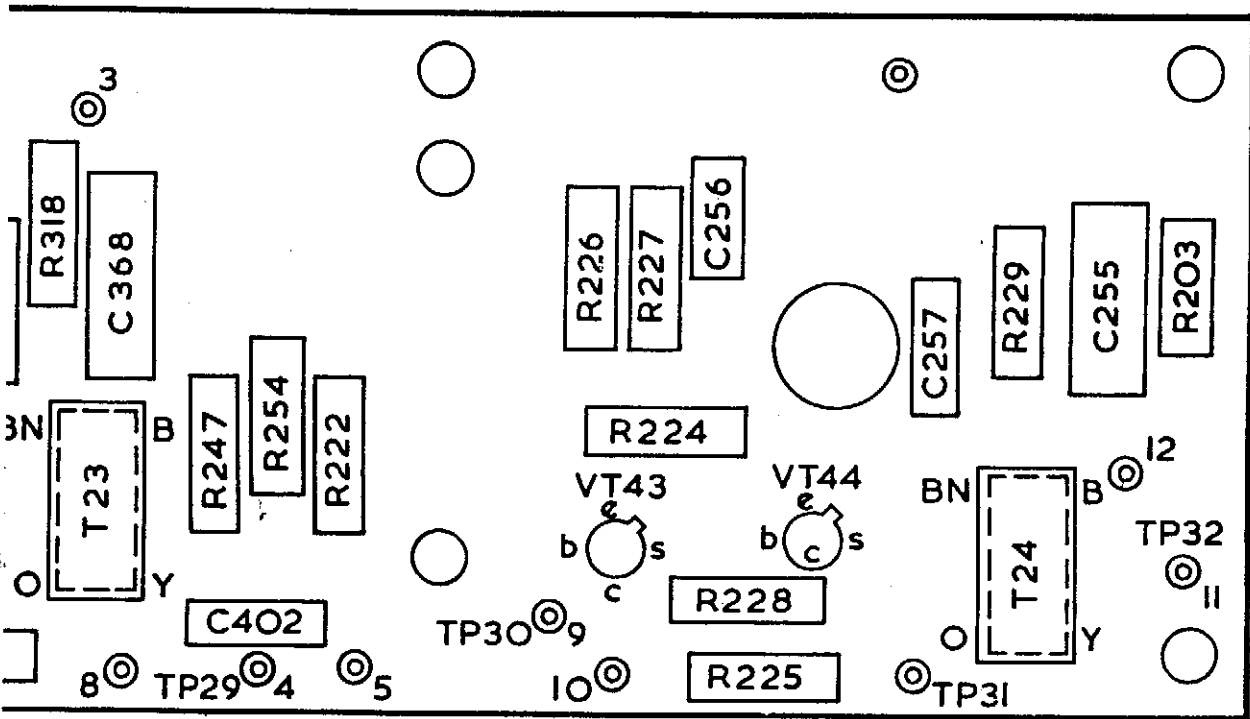 3
R318
C368
R226
R227
C256
C257
R229
C255
R203
BN B
T23
O Y
R247
R254
R222
R224
VT43
e
b s
c
VT44
e
b s
c
BN B
T24
O Y
12
TP32
11
C402
R228
R225
TP30 9
8
TP29 4
5
10
TP31